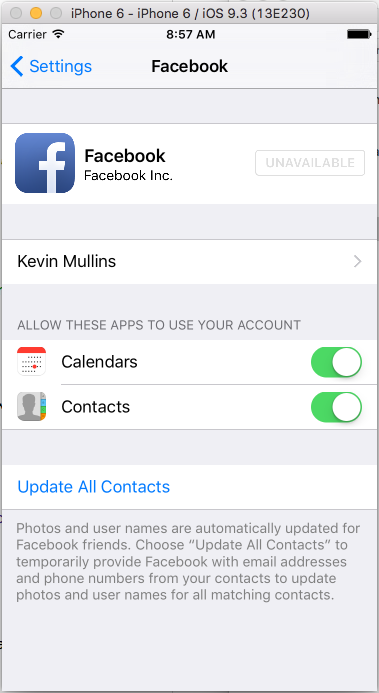 iPhone 6 - iPhone 6 / iOS 9.3 (13E230)
Carrier 8:57 AM
Settings Facebook
Facebook
Facebook Inc.
UNAVAILABLE
Kevin Mullins
ALLOW THESE APPS TO USE YOUR ACCOUNT
Calendars
Contacts
Update All Contacts
Photos and user names are automatically updated for
Facebook friends. Choose “Update All Contacts” to
temporarily provide Facebook with email addresses
and phone numbers from your contacts to update
photos and user names for all matching contacts.